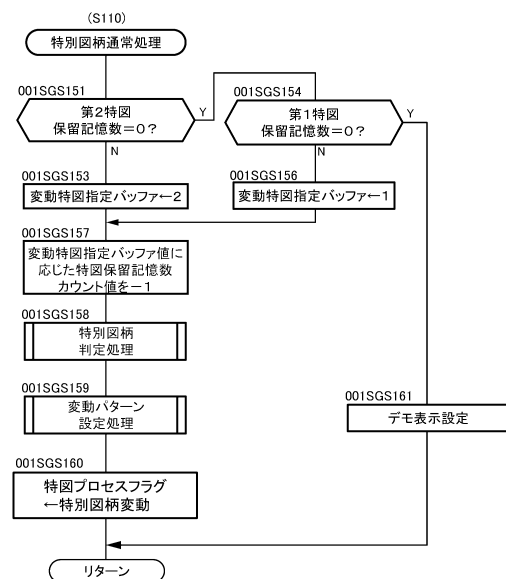 (S110)
特別図柄通常処理
001SGS151
第2特図
保留記憶数=0?
Y
N
001SGS154
第1特図
保留記憶数=0?
Y
N
001SGS153
変動特図指定バッファ←2
001SGS156
変動特図指定バッファ←1
001SGS157
変動特図指定バッファ値に
応じた特図保留記憶数
カウント値を－1
001SGS158
特別図柄
判定処理
001SGS159
変動パターン
設定処理
001SGS161
デモ表示設定
001SGS160
特図プロセスフラグ
←特別図柄変動
リターン